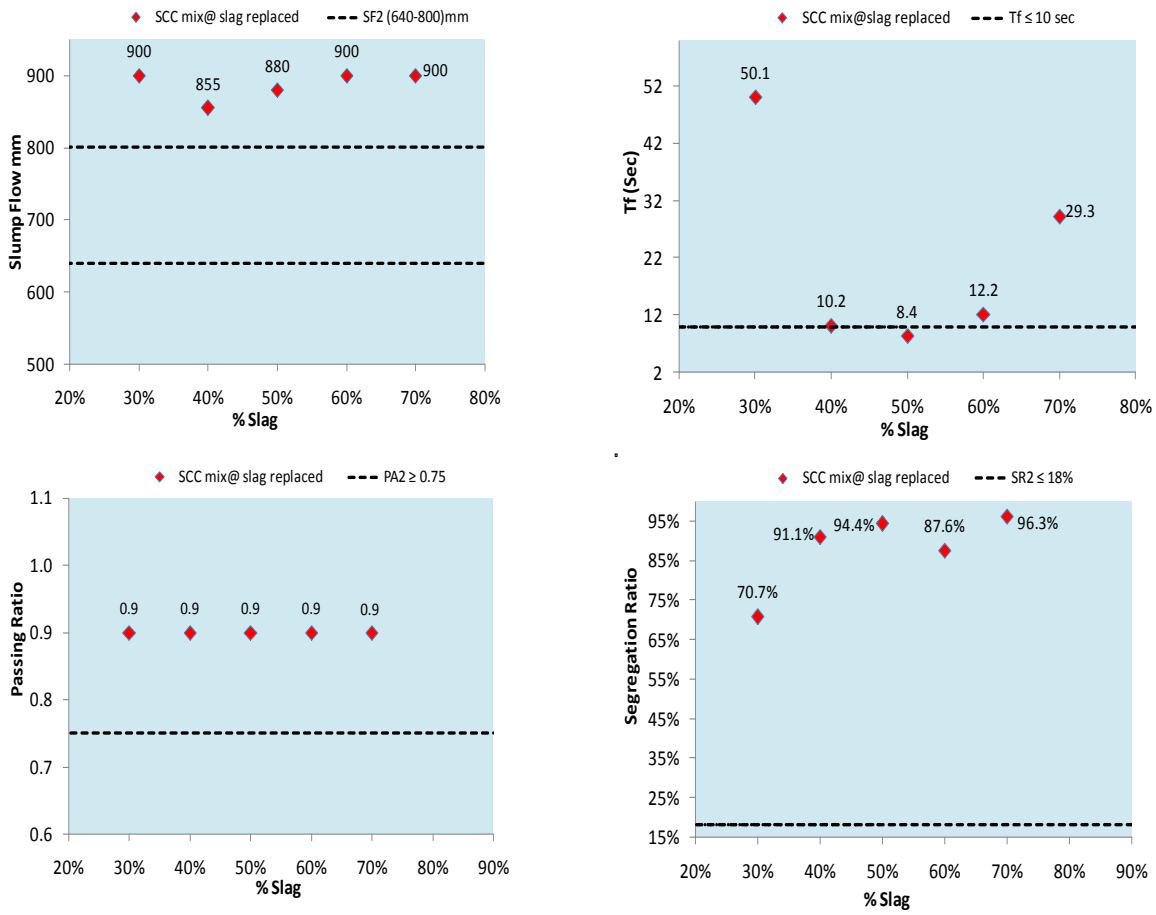 SCC mix@ slag replaced SF2 (640-800)mm
900
855
880
900
900
900
800
700
600
500
Slump Flow mm
20% 30% 40% 50% 60% 70% 80%
% Slag
SCC mix@slag replaced Tf ≤ 10 sec
50.1
10.2
8.4
12.2
29.3
52
42
32
22
12
2
Tf (Sec)
20% 30% 40% 50% 60% 70% 80%
% Slag
SCC mix@ slag replaced PA2 ≥ 0.75
1.1
1.0
0.9
0.8
0.7
0.6
0.9 0.9 0.9 0.9 0.9
Passing Ratio
20% 30% 40% 50% 60% 70% 80% 90%
% Slag
SCC mix@ slag replaced SR2 ≤ 18%
95%
85%
75%
65%
55%
45%
35%
25%
15%
70.7%
91.1%
94.4%
87.6%
96.3%
Segregation Ratio
20% 30% 40% 50% 60% 70% 80% 90%
% Slag